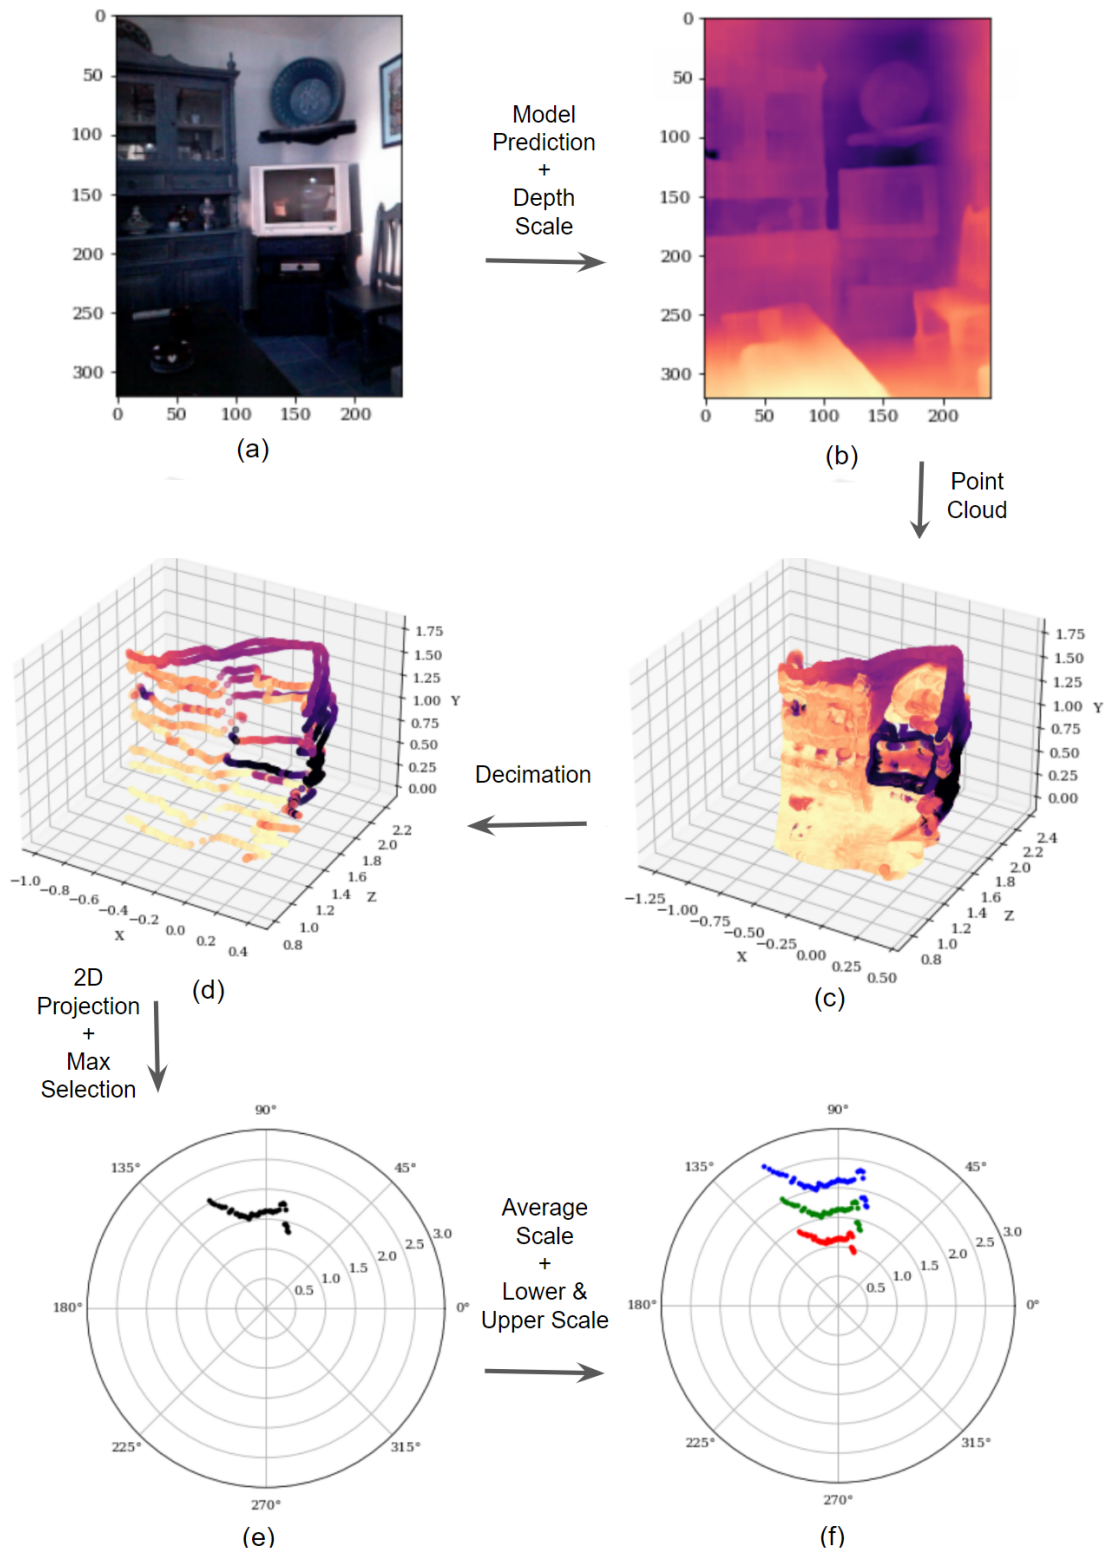 0
50
100
150
200
250
300
0 50 100 150 200
(a)
Model
Prediction
+
Depth
Scale
0
50
100
150
200
250
300
0 50 100 150 200
(b)
Point
Cloud
1.75
1.50
1.25
1.00 Y
0.75
0.50
0.25
0.00
2.2
2.0
1.8
1.6
1.4 Z
1.2
1.0
0.8
−1.0 −0.8 −0.6 −0.4 −0.2 0.0 0.2 0.4
X
(d)
Decimation
1.75
1.50
1.25
1.00 Y
0.75
0.50
0.25
0.00
2.4
2.2
2.0
1.8
1.6
1.4 Z
1.2
1.0
0.8
−1.25 −1.00 −0.75 −0.50 −0.25 0.00 0.25 0.50
X
(c)
2D
Projection
+
Max
Selection
90°
135° 45°
180° 0°
225° 315°
270°
0.5 1.0 1.5 2.0 2.5 3.0
(e)
Average
Scale
+
Lower &
Upper Scale
90°
135° 45°
180° 0°
225° 315°
270°
0.5 1.0 1.5 2.0 2.5 3.0
(f)